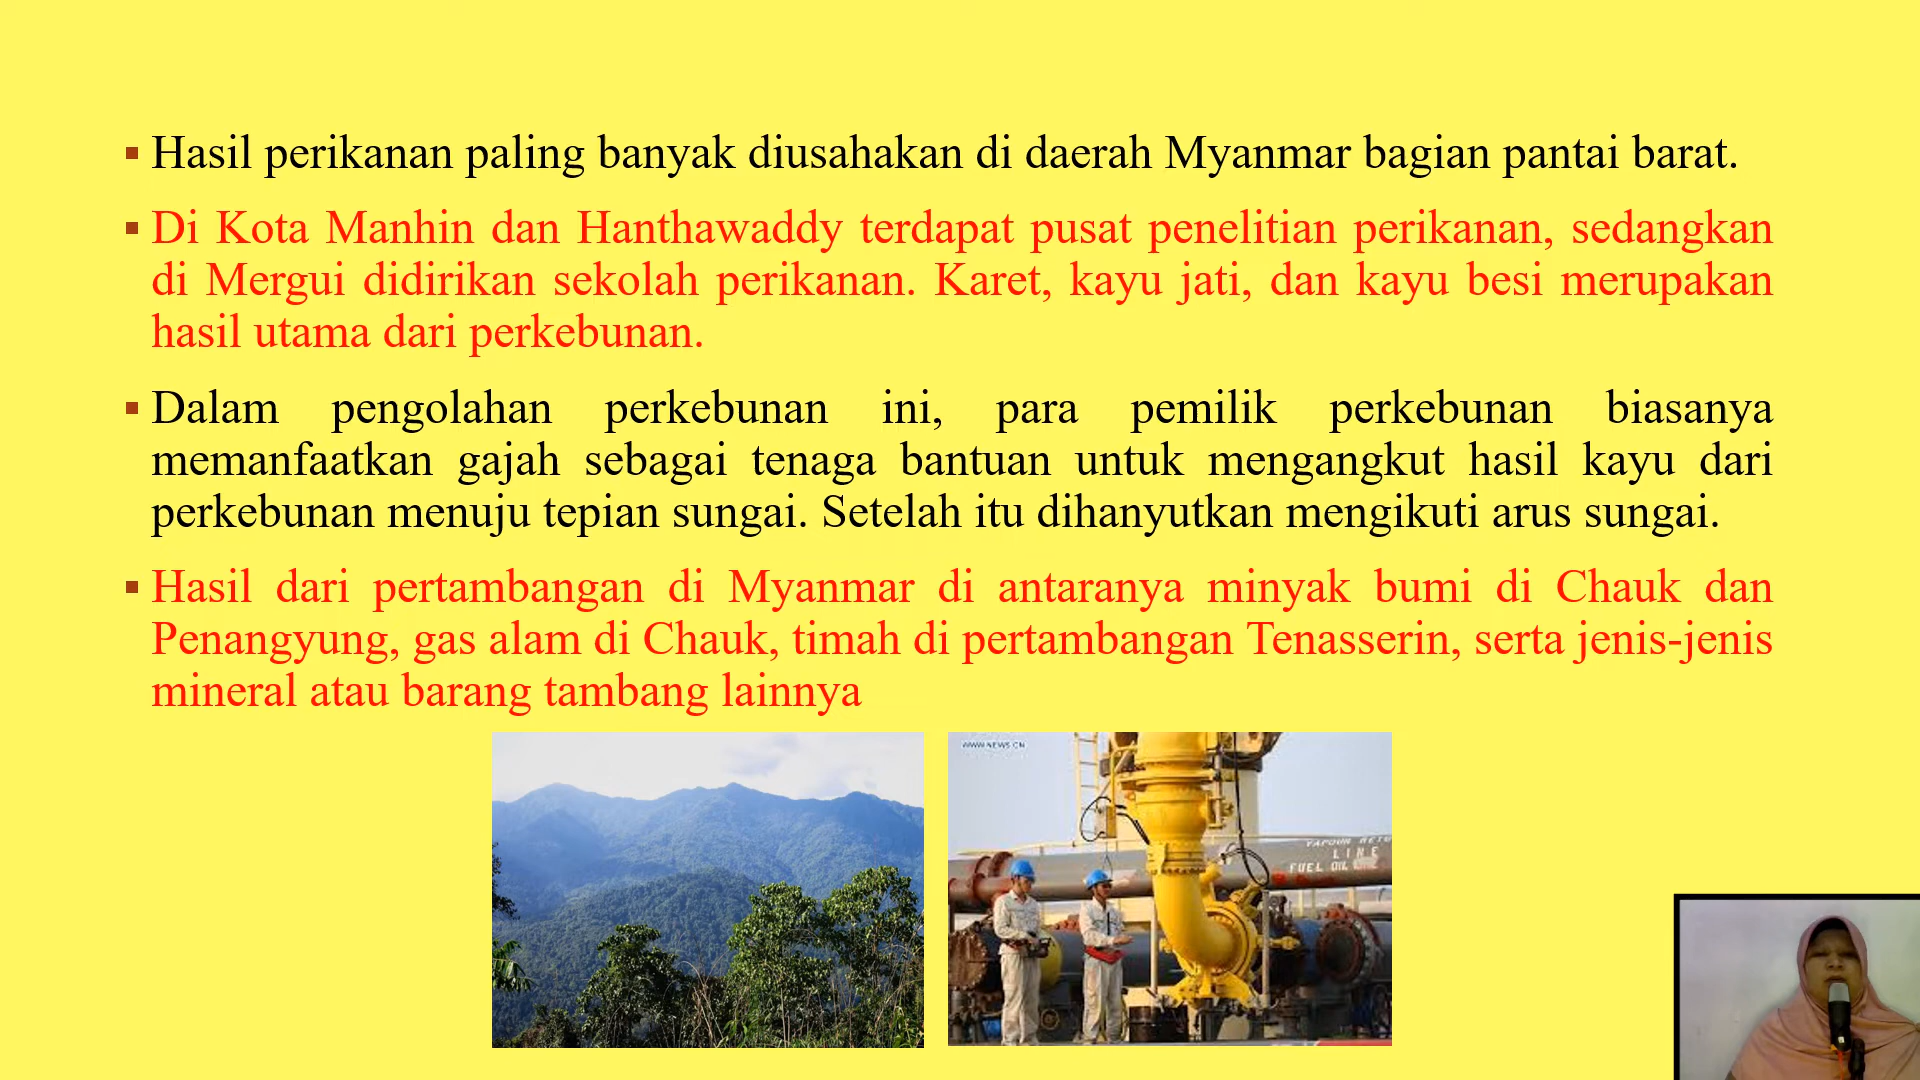 ▪ Hasil perikanan paling banyak diusahakan di daerah Myanmar bagian pantai barat.
▪ Di Kota Manhin dan Hanthawaddy terdapat pusat penelitian perikanan, sedangkan
di Mergui didirikan sekolah perikanan. Karet, kayu jati, dan kayu besi merupakan
hasil utama dari perkebunan.
▪ Dalam pengolahan perkebunan ini, para pemilik perkebunan biasanya
memanfaatkan gajah sebagai tenaga bantuan untuk mengangkut hasil kayu dari
perkebunan menuju tepian sungai. Setelah itu dihanyutkan mengikuti arus sungai.
▪ Hasil dari pertambangan di Myanmar di antaranya minyak bumi di Chauk dan
Penangyung, gas alam di Chauk, timah di pertambangan Tenasserin, serta jenis-jenis
mineral atau barang tambang lainnya
WWW.NEWS.CN
VAPOUR
LINE
FUEL OIL